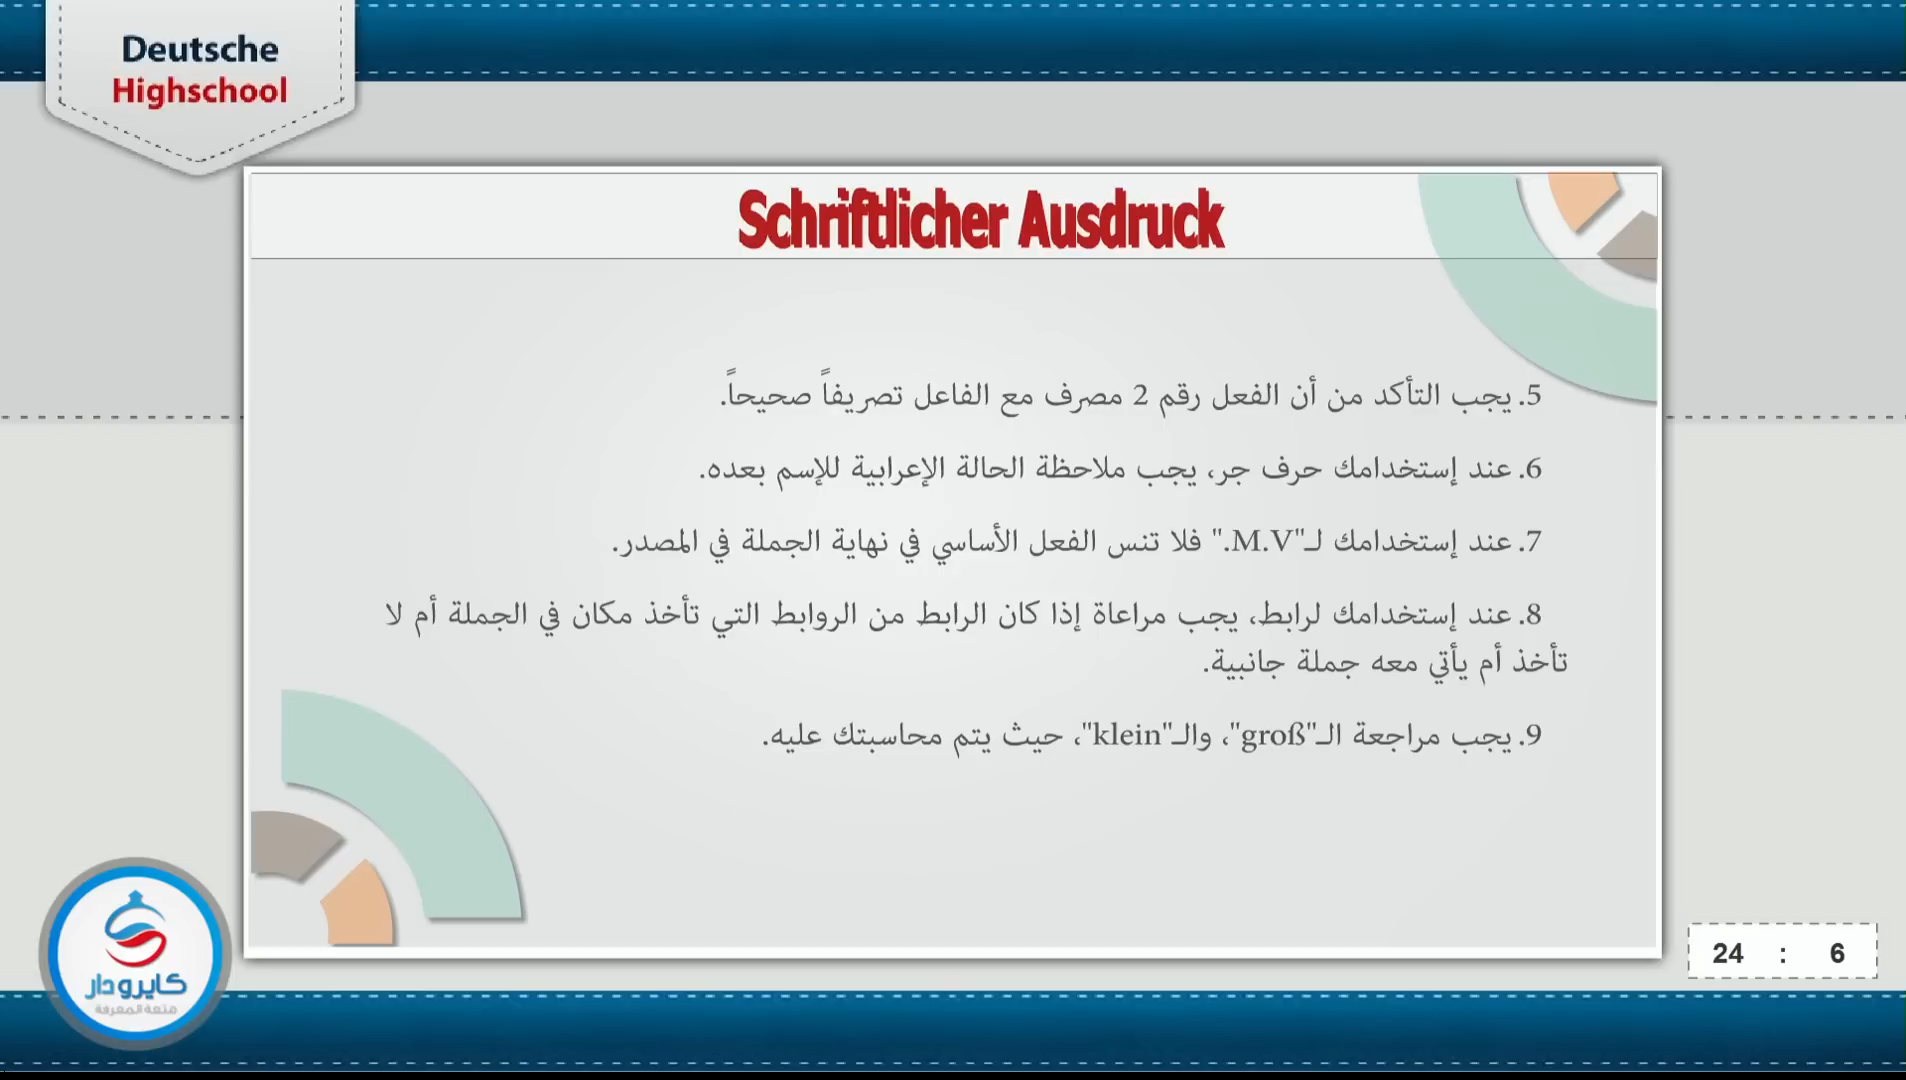 Deutsche
Highschool
Schriftlicher Ausdruck
5. يجب التأكد من أن الفعل رقم 2 مصرف مع الفاعل تصريفاً صحيحاً.
6. عند إستخدامك حرف جر، يجب ملاحظة الحالة الإعرابية للإسم بعده.
7. عند إستخدامك لـ"M.V." فلا تنس الفعل الأساسي في نهاية الجملة في المصدر.
8. عند إستخدامك لرابط، يجب مراعاة إذا كان الرابط من الروابط التي تأخذ مكان في الجملة أم لا
تأخذ أم يأتي معه جملة جانبية.
9. يجب مراجعة الـ"groß"، والـ"klein"، حيث يتم محاسبتك عليه.
24 : 6
كايرودار
متعة المعرفة